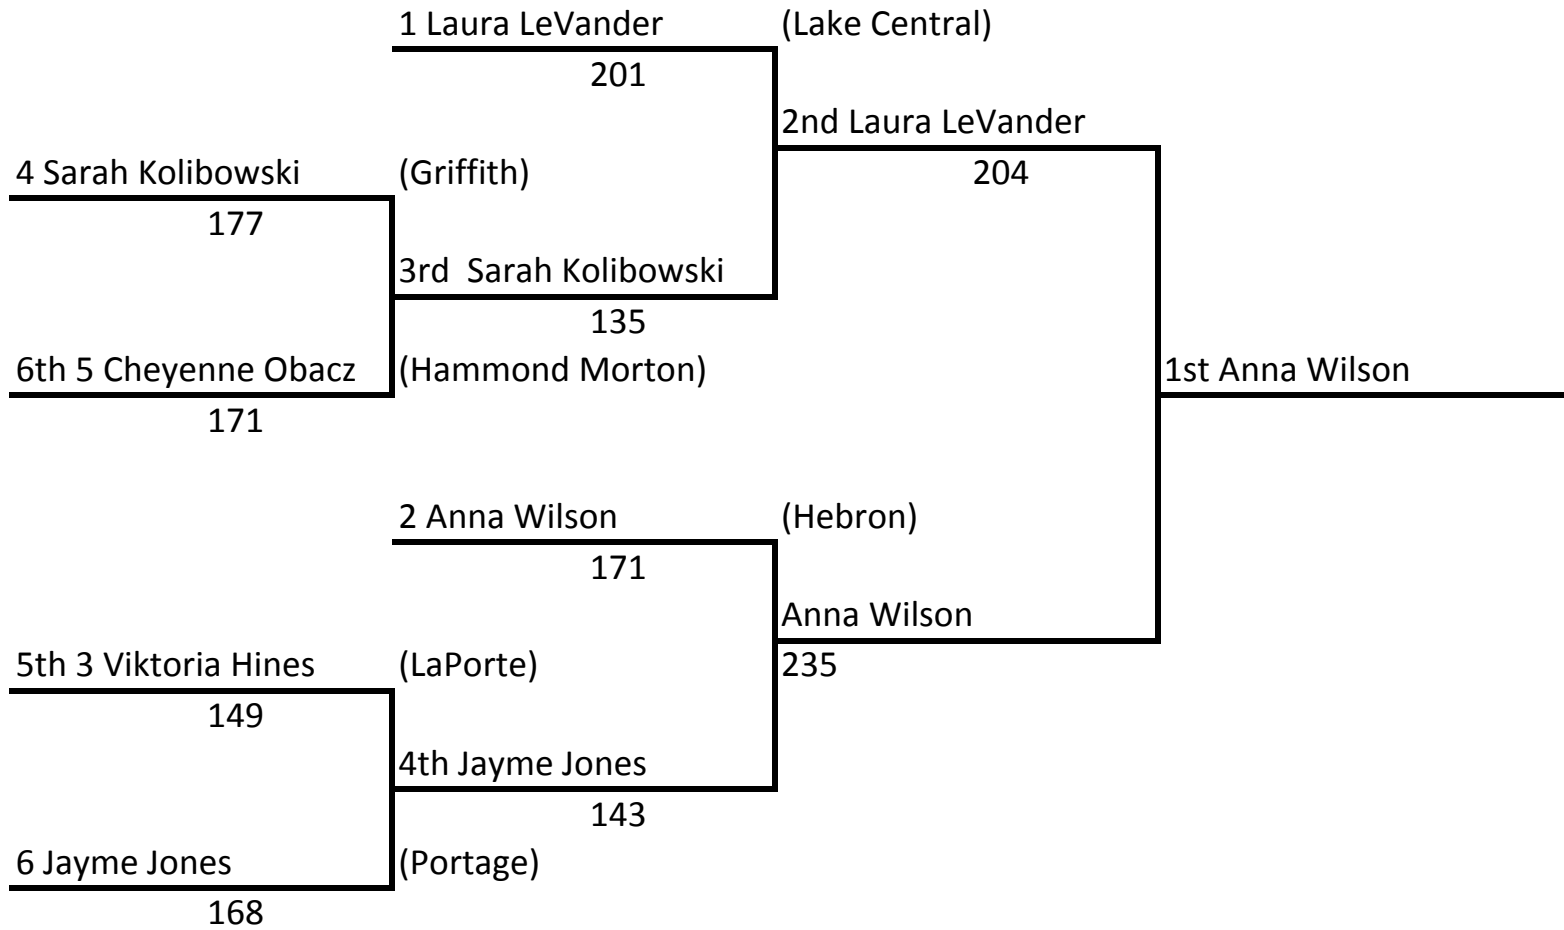 1 Laura LeVander (Lake Central)
201
2nd Laura LeVander
4 Sarah Kolibowski (Griffith) 204
177
3rd  Sarah Kolibowski
135
6th 5 Cheyenne Obacz (Hammond Morton) 1st Anna Wilson
171
2 Anna Wilson (Hebron)
171
Anna Wilson
5th 3 Viktoria Hines (LaPorte) 235
149
4th Jayme Jones
143
6 Jayme Jones (Portage)
168